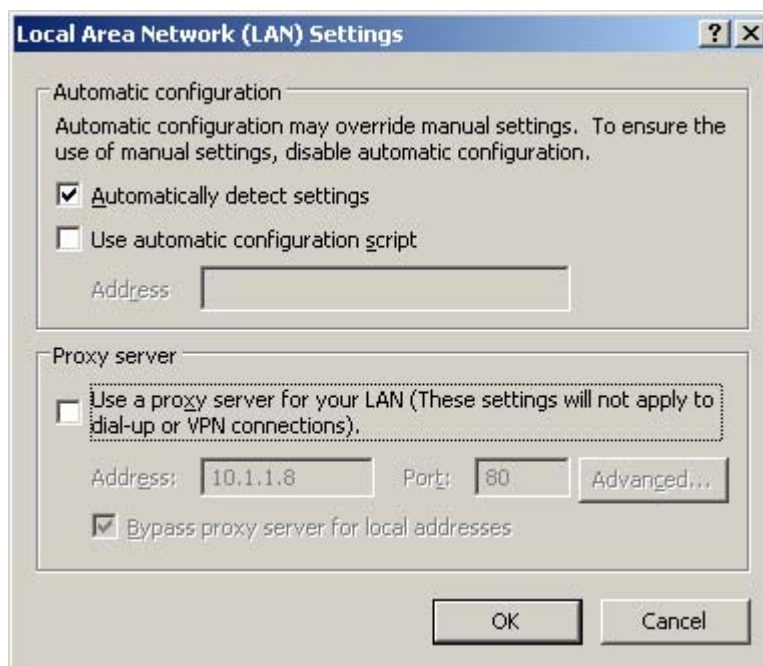 Local Area Network (LAN) Settings
Automatic configuration
Automatic configuration may override manual settings. To ensure the
use of manual settings, disable automatic configuration.
Automatically detect settings
Use automatic configuration script
Address
Proxy server
Use a proxy server for your LAN (These settings will not apply to
dial-up or VPN connections).
Address: 10.1.1.8 Port: 80 Advanced...
Bypass proxy server for local addresses
OK Cancel